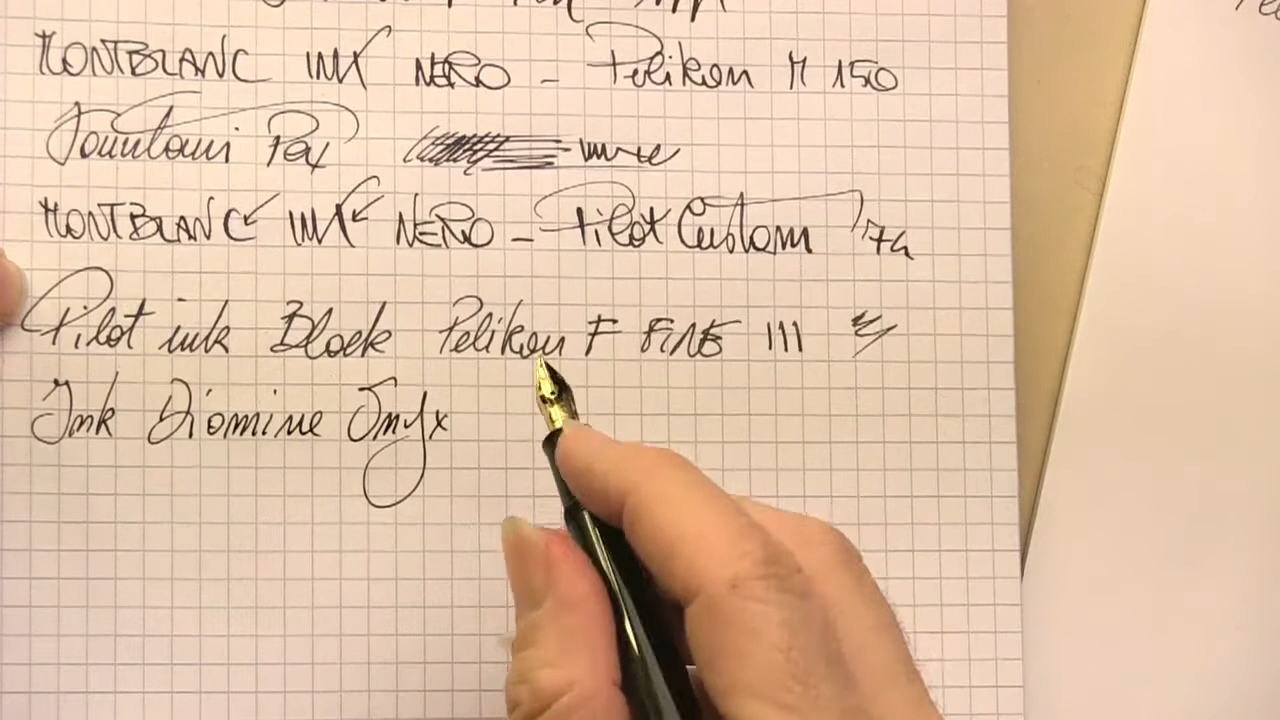 MONTBLANC INK NERO - Pelikan M 150
Fountain Pen
MONTBLANC INK NERO - Pilot Custom 74
Pilot ink Black Pelikan F FINE III
Ink Diamine Onyx